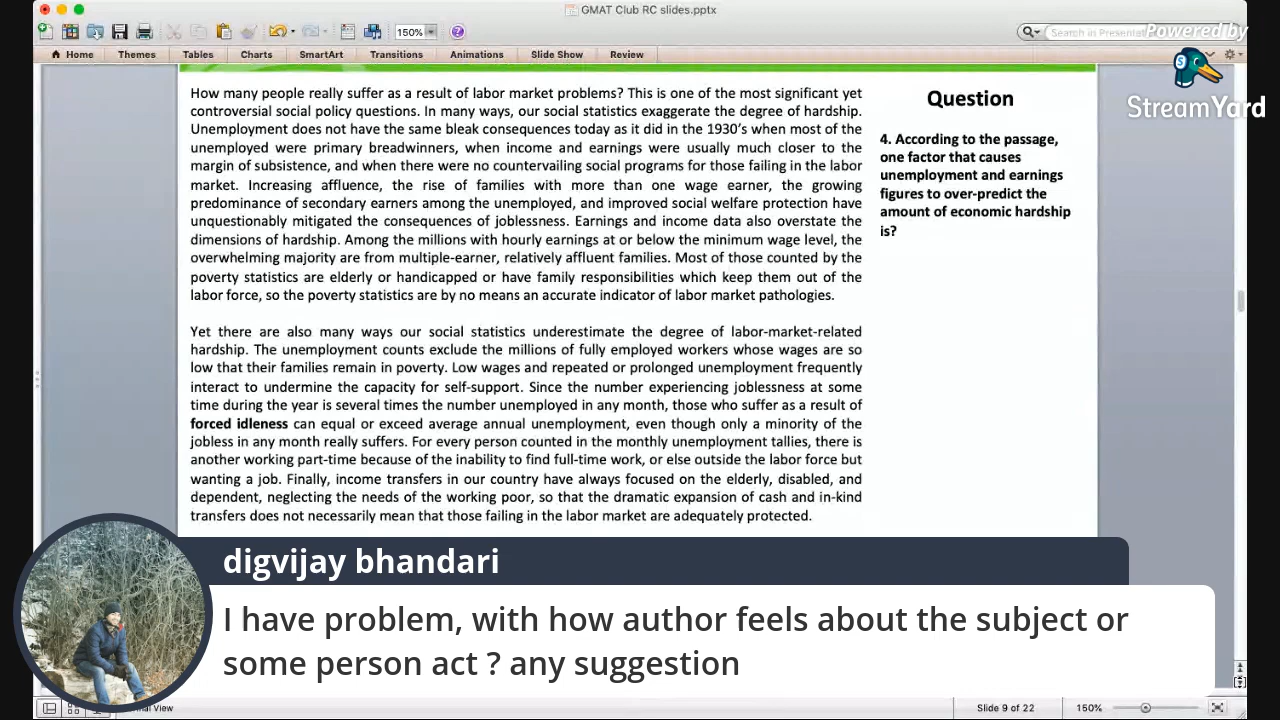 GMAT Club RC slides.pptx
150%
Search in Presentat
Powered by
Home Themes Tables Charts SmartArt Transitions Animations Slide Show Review
StreamYard
How many people really suffer as a result of labor market problems? This is one of the most significant yet
controversial social policy questions. In many ways, our social statistics exaggerate the degree of hardship.
Unemployment does not have the same bleak consequences today as it did in the 1930's when most of the
unemployed were primary breadwinners, when income and earnings were usually much closer to the
margin of subsistence, and when there were no countervailing social programs for those failing in the labor
market. Increasing affluence, the rise of families with more than one wage earner, the growing
predominance of secondary earners among the unemployed, and improved social welfare protection have
unquestionably mitigated the consequences of joblessness. Earnings and income data also overstate the
dimensions of hardship. Among the millions with hourly earnings at or below the minimum wage level, the
overwhelming majority are from multiple-earner, relatively affluent families. Most of those counted by the
poverty statistics are elderly or handicapped or have family responsibilities which keep them out of the
labor force, so the poverty statistics are by no means an accurate indicator of labor market pathologies.
Yet there are also many ways our social statistics underestimate the degree of labor-market-related
hardship. The unemployment counts exclude the millions of fully employed workers whose wages are so
low that their families remain in poverty. Low wages and repeated or prolonged unemployment frequently
interact to undermine the capacity for self-support. Since the number experiencing joblessness at some
time during the year is several times the number unemployed in any month, those who suffer as a result of
forced idleness can equal or exceed average annual unemployment, even though only a minority of the
jobless in any month really suffers. For every person counted in the monthly unemployment tallies, there is
another working part-time because of the inability to find full-time work, or else outside the labor force but
wanting a job. Finally, income transfers in our country have always focused on the elderly, disabled, and
dependent, neglecting the needs of the working poor, so that the dramatic expansion of cash and in-kind
transfers does not necessarily mean that those failing in the labor market are adequately protected.
Question
4. According to the passage,
one factor that causes
unemployment and earnings
figures to over-predict the
amount of economic hardship
is?
digvijay bhandari
I have problem, with how author feels about the subject or
some person act ? any suggestion
View
Slide 9 of 22
150%